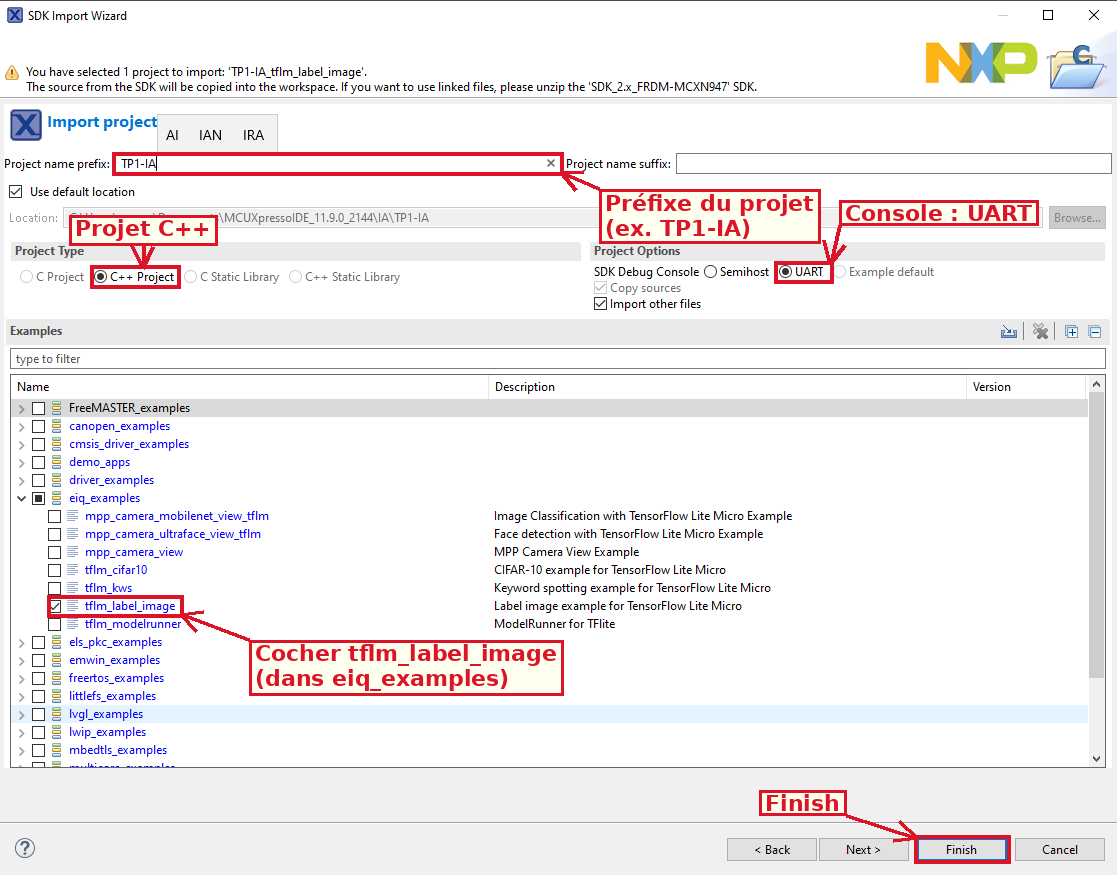 SDK Import Wizard
You have selected 1 project to import: 'TP1-IA_tflm_label_image'.
The source from the SDK will be copied into the workspace. If you want to use linked files, please unzip the 'SDK_2.x_FRDM-MCXN947' SDK.
NXP
Import project
AI IAN IRA
Project name prefix: TP1-IA Project name suffix:
Use default location
Préfixe du projet
(ex. TP1-IA)
Console : UART
Location: \MCUXpressoIDE_11.9.0_2144\IA\TP1-IA Browse...
Projet C++
Project Type
C Project C++ Project C Static Library C++ Static Library
Project Options
SDK Debug Console Semihost UART Example default
Copy sources
Import other files
Examples
type to filter
Name Description Version
FreeMASTER_examples
canopen_examples
cmsis_driver_examples
demo_apps
driver_examples
eiq_examples
mpp_camera_mobilenet_view_tflm Image Classification with TensorFlow Lite Micro Example
mpp_camera_ultraface_view_tflm Face detection with TensorFlow Lite Micro Example
mpp_camera_view MPP Camera View Example
tflm_cifar10 CIFAR-10 example for TensorFlow Lite Micro
tflm_kws Keyword spotting example for TensorFlow Lite Micro
tflm_label_image Label image example for TensorFlow Lite Micro
tflm_modelrunner ModelRunner for TFlite
els_pkc_examples
emwin_examples
freertos_examples
littlefs_examples
lvgl_examples
lwip_examples
mbedtls_examples
Cocher tflm_label_image
(dans eiq_examples)
Finish
< Back Next > Finish Cancel